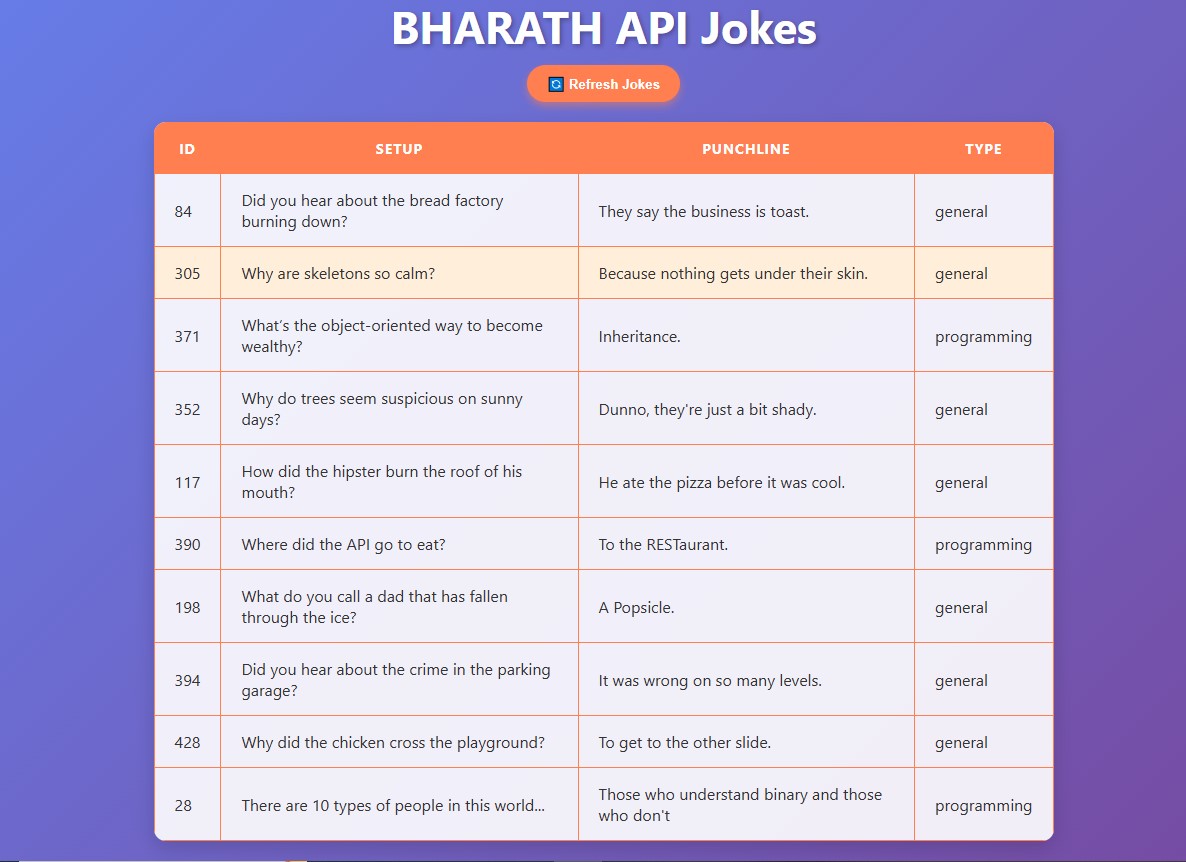 BHARATH API Jokes
Refresh Jokes
ID SETUP PUNCHLINE TYPE
84 Did you hear about the bread factory burning down? They say the business is toast. general
305 Why are skeletons so calm? Because nothing gets under their skin. general
371 What's the object-oriented way to become wealthy? Inheritance. programming
352 Why do trees seem suspicious on sunny days? Dunno, they're just a bit shady. general
117 How did the hipster burn the roof of his mouth? He ate the pizza before it was cool. general
390 Where did the API go to eat? To the RESTaurant. programming
198 What do you call a dad that has fallen through the ice? A Popsicle. general
394 Did you hear about the crime in the parking garage? It was wrong on so many levels. general
428 Why did the chicken cross the playground? To get to the other slide. general
28 There are 10 types of people in this world... Those who understand binary and those who don't programming